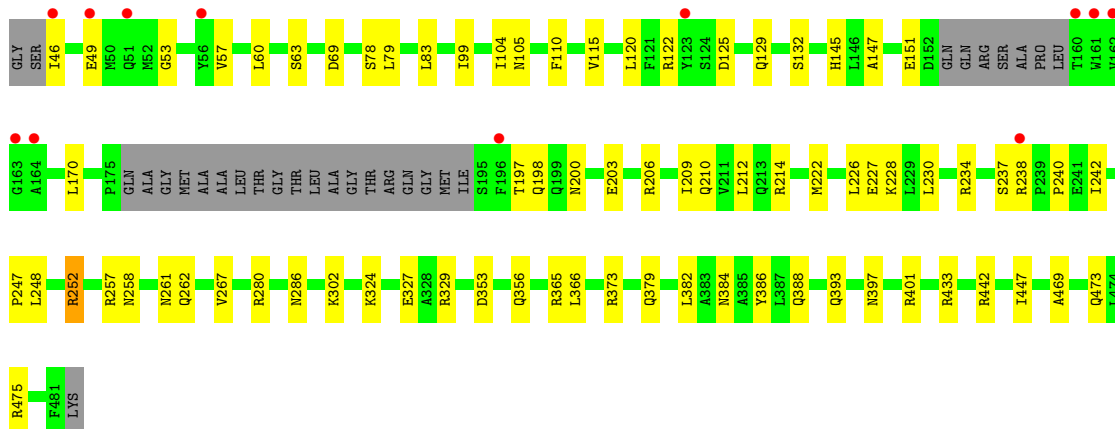 GLY SER I46 E49 M50 Q51 M52 G53 Y56 V57 L60 S63 D69 S78 L79 L83 I99 I104 N105 F110 V115 L120 F121 R122 Y123 S124 D125 Q129 S132 H145 L146 A147 E151 D152 GLN GLN ARG SER ALA PRO LEU T160 W161 V162
G163 A164 L170 P175 GLN ALA GLY MET ALA ALA LEU THR GLY THR LEU ALA GLY THR ARG GLN GLY MET ILE S195 F196 T197 Q198 Q199 N200 E203 R206 I209 Q210 V211 L212 Q213 R214 M222 L226 E227 K228 L229 L230 R234 S237 R238 P239 P240 E241 I242
P247 L248 R252 R257 N258 N261 Q262 V267 R280 N286 K302 K324 E327 A328 R329 D353 Q356 R365 L366 R373 Q379 L382 A383 N384 A385 Y386 L387 Q388 Q393 N397 R401 R433 R442 I447 A469 Q473 L474
R475 F481 LYS